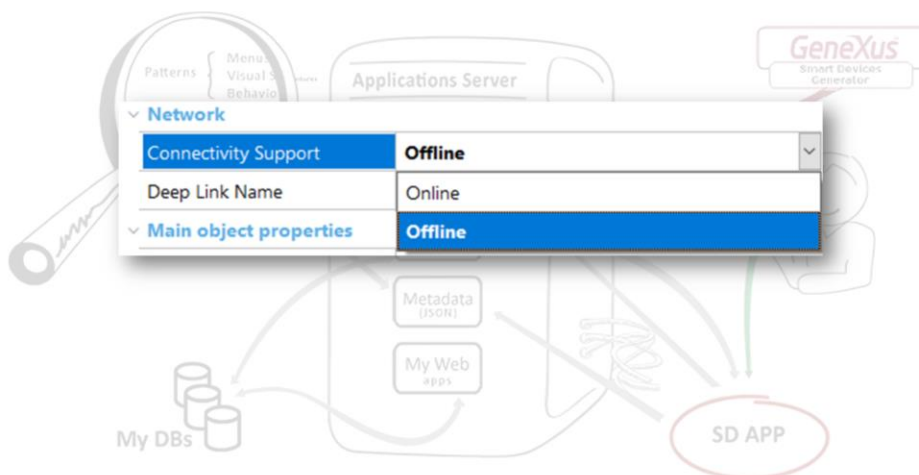 GeneXus
Smart Devices
Generator
Patterns
Menu
Visual S
Behavio
Applications Server
Network
Connectivity Support
Offline
Deep Link Name
Online
Main object properties
Offline
Metadata
(JSON)
My Web
apps
My DBs
SD APP